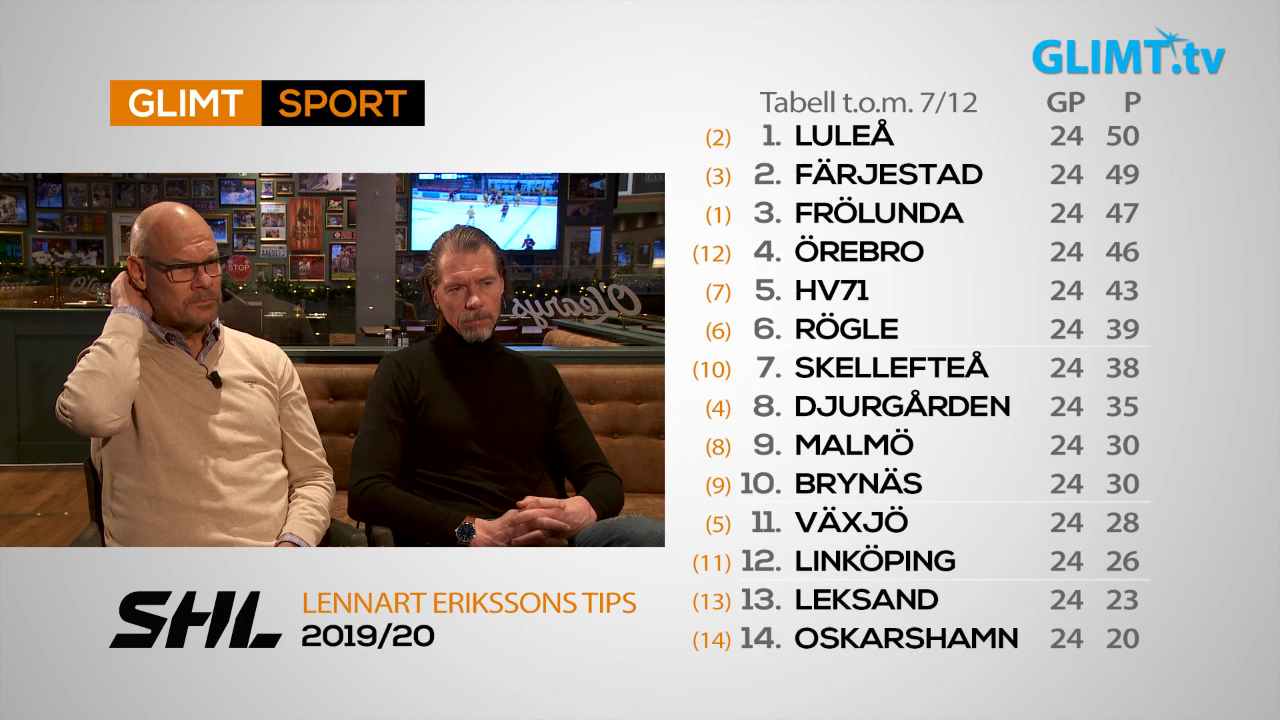 GLIMT.tv
GLIMT SPORT
Tabell t.o.m. 7/12 GP P
(2) 1. LULEÅ 24 50
(3) 2. FÄRJESTAD 24 49
(1) 3. FRÖLUNDA 24 47
(12) 4. ÖREBRO 24 46
(7) 5. HV71 24 43
(6) 6. RÖGLE 24 39
(10) 7. SKELLEFTEÅ 24 38
(4) 8. DJURGÅRDEN 24 35
(8) 9. MALMÖ 24 30
(9) 10. BRYNÄS 24 30
(5) 11. VÄXJÖ 24 28
(11) 12. LINKÖPING 24 26
(13) 13. LEKSAND 24 23
(14) 14. OSKARSHAMN 24 20
STOP
O'Learys
SHL
LENNART ERIKSSONS TIPS
2019/20